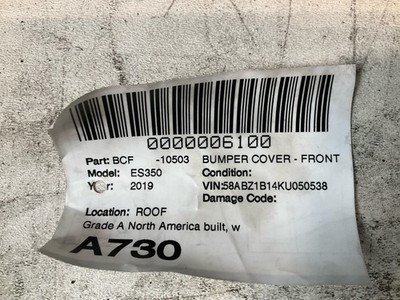 0000006100
Part: BCF -10503 BUMPER COVER - FRONT
Model: ES350 Condition:
Year: 2019 VIN:58ABZ1B14KU050538
Damage Code:
Location: ROOF
Grade A North America built, w
A730